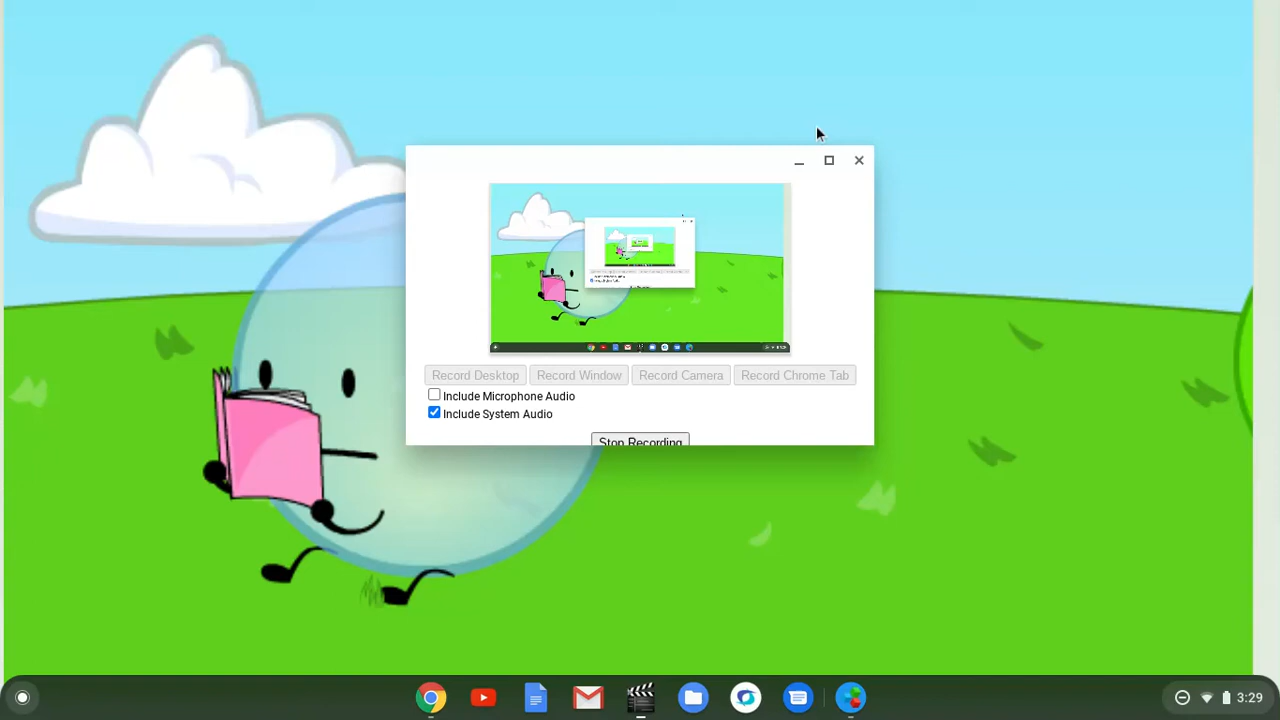 Record Desktop Record Window Record Camera Record Chrome Tab
Include Microphone Audio
Include System Audio
Stop Recording
3:29